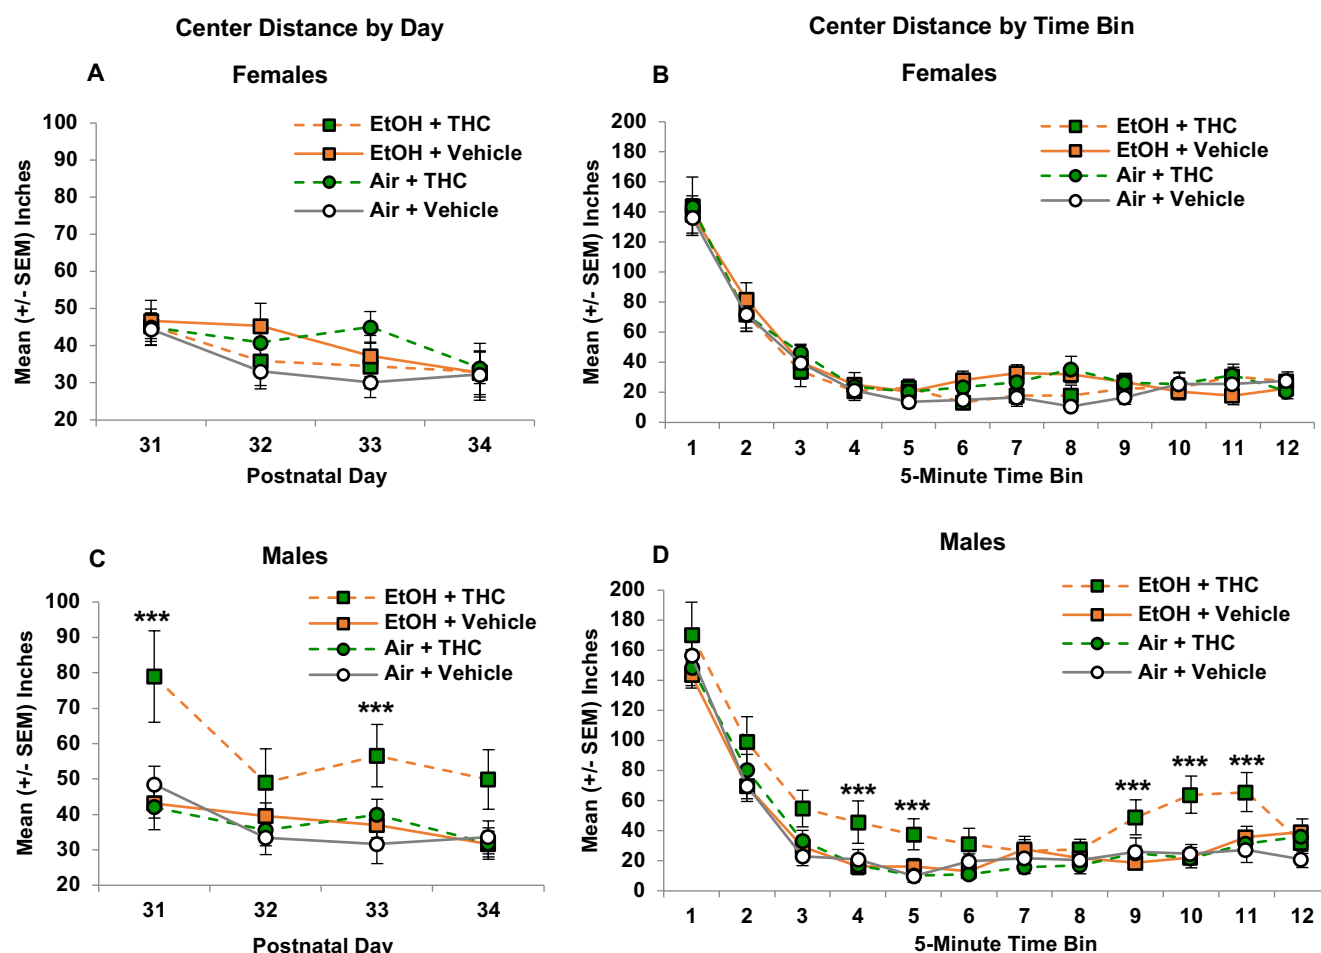 Center Distance by Day
Center Distance by Time Bin
A
Females
Mean (+/- SEM) Inches
100
90
80
70
60
50
40
30
20
EtOH + THC
EtOH + Vehicle
Air + THC
Air + Vehicle
31 32 33 34
Postnatal Day
B
Females
Mean (+/- SEM) Inches
200
180
160
140
120
100
80
60
40
20
0
EtOH + THC
EtOH + Vehicle
Air + THC
Air + Vehicle
1 2 3 4 5 6 7 8 9 10 11 12
5-Minute Time Bin
C
Males
Mean (+/- SEM) Inches
100
90
80
70
60
50
40
30
20
EtOH + THC
EtOH + Vehicle
Air + THC
Air + Vehicle
***
***
31 32 33 34
Postnatal Day
D
Males
Mean (+/- SEM) Inches
200
180
160
140
120
100
80
60
40
20
0
EtOH + THC
EtOH + Vehicle
Air + THC
Air + Vehicle
*** *** *** *** ***
1 2 3 4 5 6 7 8 9 10 11 12
5-Minute Time Bin